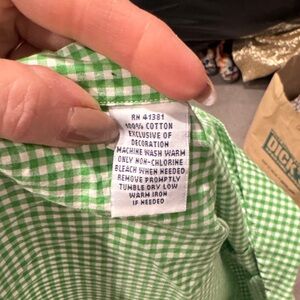 RN 41381
100% COTTON
EXCLUSIVE OF
DECORATION
MACHINE WASH WARM
ONLY NON-CHLORINE
BLEACH WHEN NEEDED
REMOVE PROMPTLY
TUMBLE DRY LOW
WARM IRON
IF NEEDED